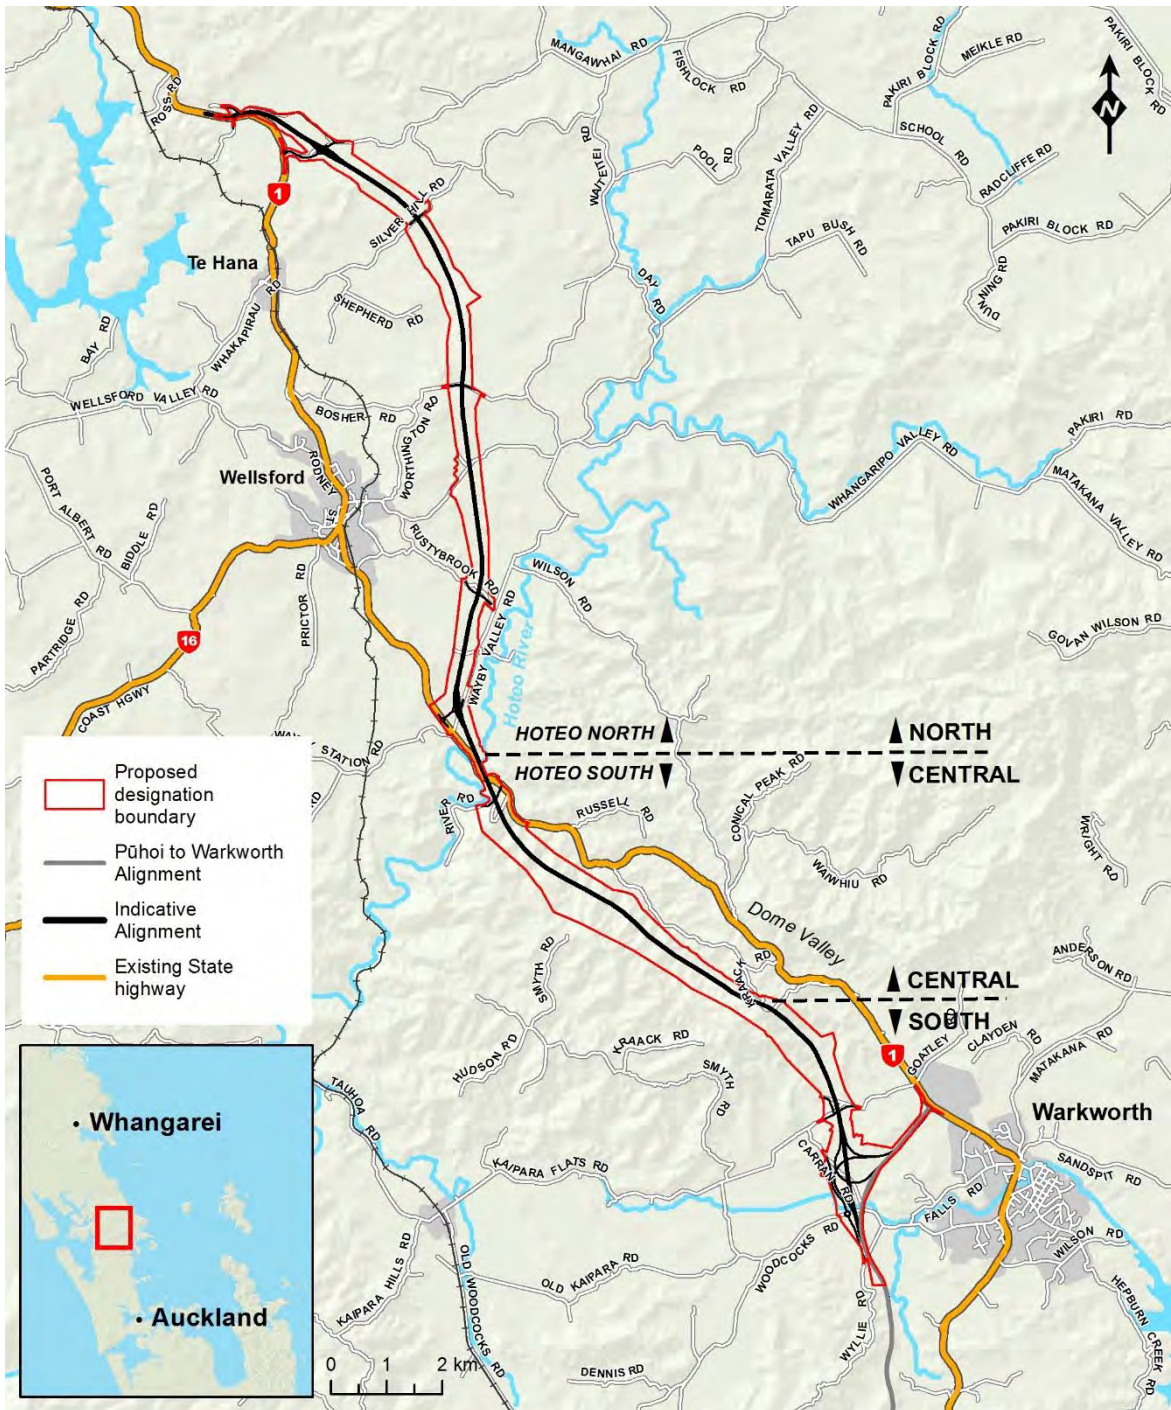 MANGAWHAI RD
FISHLOCK RD
PAKIRI BLOCK RD
MEIKLE RD
PAKIRI BLOCK RD
N
ROSS RD
WAITEITEI RD
POOL RD
TOMARATA VALLEY RD
SCHOOL RD
RADCLIFFE RD
1
SILVER HILL RD
TAPU BUSH RD
PAKIRI BLOCK RD
Te Hana
DAY RD
DUNNING RD
SHEPHERD RD
WHAKAPIRAU RD
BAY RD
WELLSFORD VALLEY RD
BOSHER RD
WORTHINGTON RD
PAKIRI RD
WHANGARIPO VALLEY RD
MATAKANA VALLEY RD
Wellsford
RODNEY ST
PORT ALBERT RD
BIDDLE RD
RUSTYBROOK RD
WILSON RD
PARTRIDGE RD
PRICTOR RD
16
WAYBY VALLEY RD
Hoteo River
GOVAN WILSON RD
COAST HGWY
STATION RD
HOTEO NORTH
NORTH
HOTEO SOUTH
CENTRAL
RIVER RD
RUSSELL RD
CONICAL PEAK RD
WAIWHIU RD
WRIGHT RD
RD
Proposed
designation
boundary
Pūhoi to Warkworth
Alignment
Indicative
Alignment
Existing State
highway
Dome Valley
SMYTH RD
KRAACK RD
ANDERSON RD
CENTRAL
SOUTH
1
GOATLEY RD
CLAYDEN RD
MATAKANA RD
HUDSON RD
KRAACK RD
SMYTH RD
Warkworth
TAUHOA RD
KAIPARA FLATS RD
CARRAN RD
FALLS RD
SANDSPIT RD
WILSON RD
WOODCOCKS RD
OLD KAIPARA RD
KAIPARA HILLS RD
OLD WOODCOCKS RD
WYLLIE RD
HEPBURN CREEK RD
DENNIS RD
Whangarei
Auckland
0 1 2 km